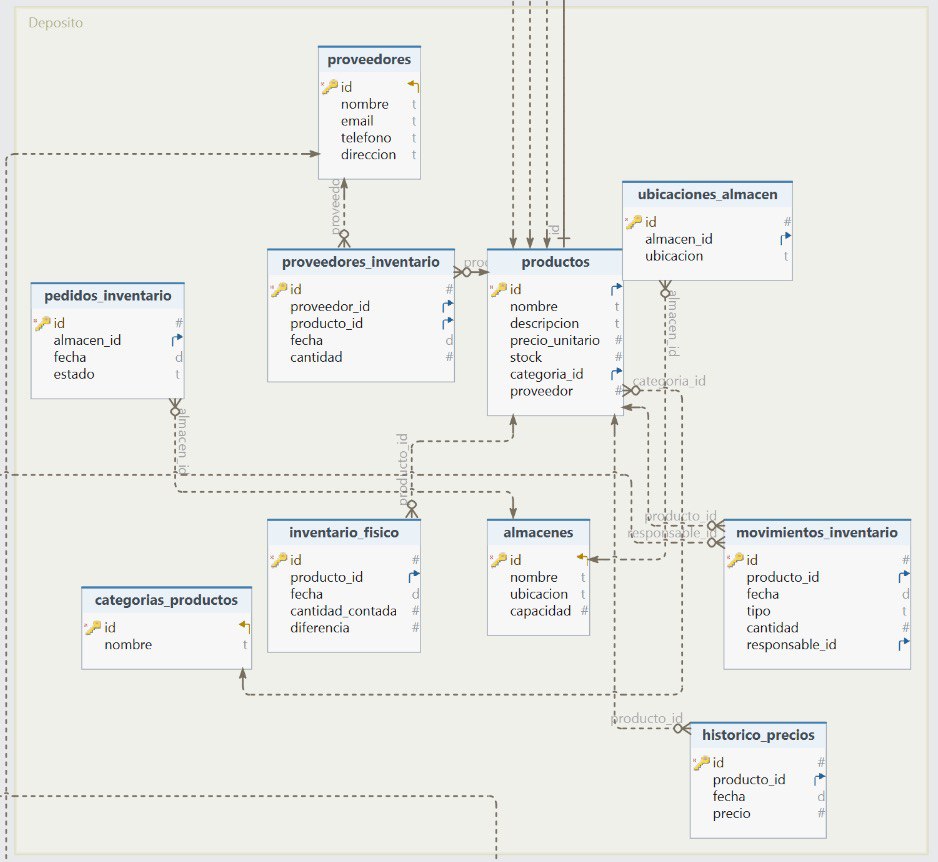 Deposito
proveedores
id
nombre t
email t
telefono t
direccion t
proveedo
ubicaciones_almacen
id #
almacen_id
ubicacion t
almacen_id
proveedores_inventario
id #
proveedor_id
producto_id
fecha d
cantidad #
proc
id
productos
id
nombre t
descripcion t
precio_unitario #
stock #
categoria_id
proveedor #
categoria_id
pedidos_inventario
id #
almacen_id
fecha d
estado t
almacen_id
producto_id
inventario_fisico
id #
producto_id
fecha d
cantidad_contada #
diferencia #
almacenes
id
nombre t
ubicacion t
capacidad #
producto_id
responsable_id
movimientos_inventario
id #
producto_id
fecha d
tipo t
cantidad #
responsable_id
categorias_productos
id
nombre t
producto_id
historico_precios
id #
producto_id
fecha d
precio #